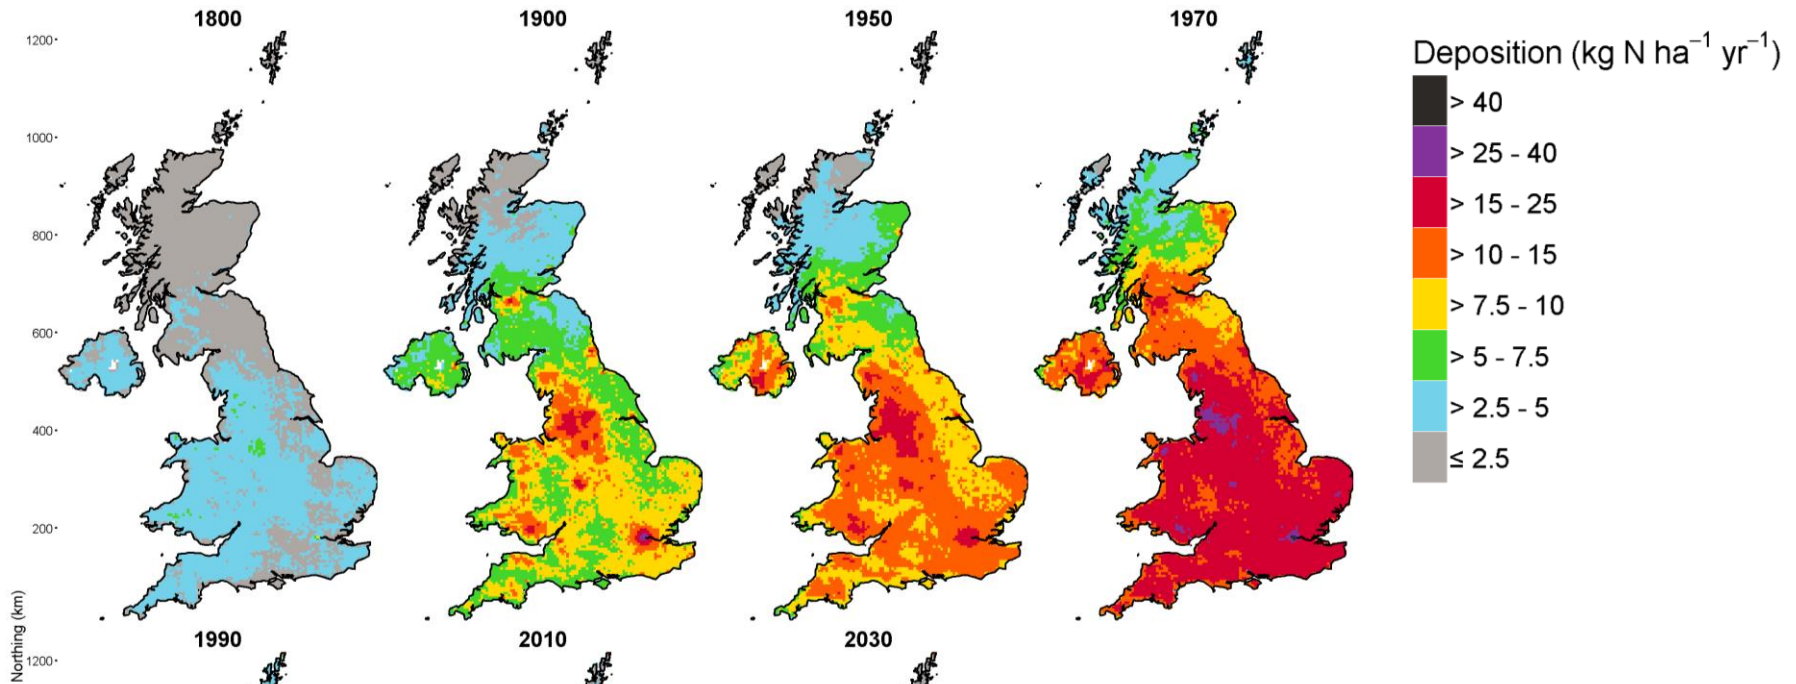 1800 1900 1950 1970
Deposition (kg N ha⁻¹ yr⁻¹)
> 40
> 25 - 40
> 15 - 25
> 10 - 15
> 7.5 - 10
> 5 - 7.5
> 2.5 - 5
≤ 2.5
1200
1000
800
600
400
200
Northing (km)
1990 2010 2030
1200